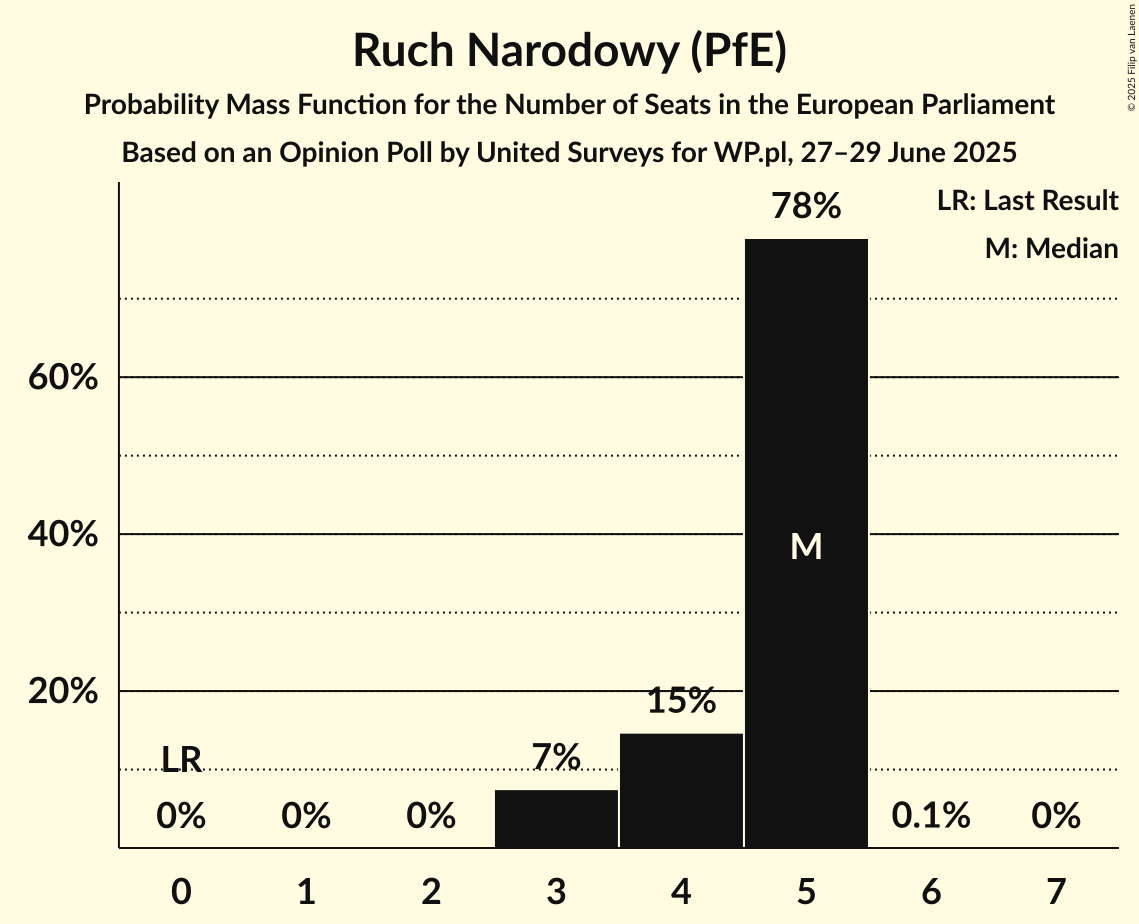 © 2025 Filip van Laenen
Ruch Narodowy (PfE)
Probability Mass Function for the Number of Seats in the European Parliament
Based on an Opinion Poll by United Surveys for WP.pl, 27–29 June 2025
LR: Last Result
M: Median
78%
60%
40%
M
20%
15%
LR
7%
0%
0%
0%
0.1%
0%
0
1
2
3
4
5
6
7